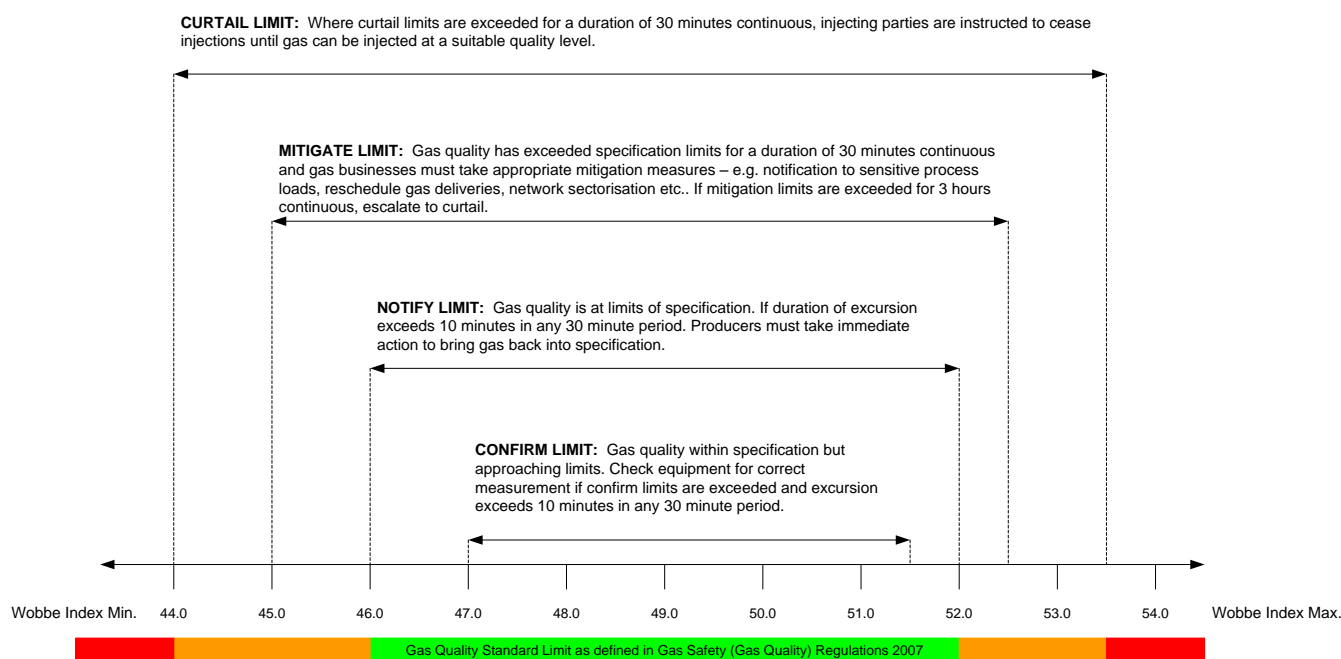 CURTAIL LIMIT: Where curtail limits are exceeded for a duration of 30 minutes continuous, injecting parties are instructed to cease
injections until gas can be injected at a suitable quality level.
MITIGATE LIMIT: Gas quality has exceeded specification limits for a duration of 30 minutes continuous
and gas businesses must take appropriate mitigation measures – e.g. notification to sensitive process
loads, reschedule gas deliveries, network sectorisation etc.. If mitigation limits are exceeded for 3 hours
continuous, escalate to curtail.
NOTIFY LIMIT: Gas quality is at limits of specification. If duration of excursion
exceeds 10 minutes in any 30 minute period. Producers must take immediate
action to bring gas back into specification.
CONFIRM LIMIT: Gas quality within specification but
approaching limits. Check equipment for correct
measurement if confirm limits are exceeded and excursion
exceeds 10 minutes in any 30 minute period.
Wobbe Index Min. 44.0 45.0 46.0 47.0 48.0 49.0 50.0 51.0 52.0 53.0 54.0 Wobbe Index Max.
Gas Quality Standard Limit as defined in Gas Safety (Gas Quality) Regulations 2007